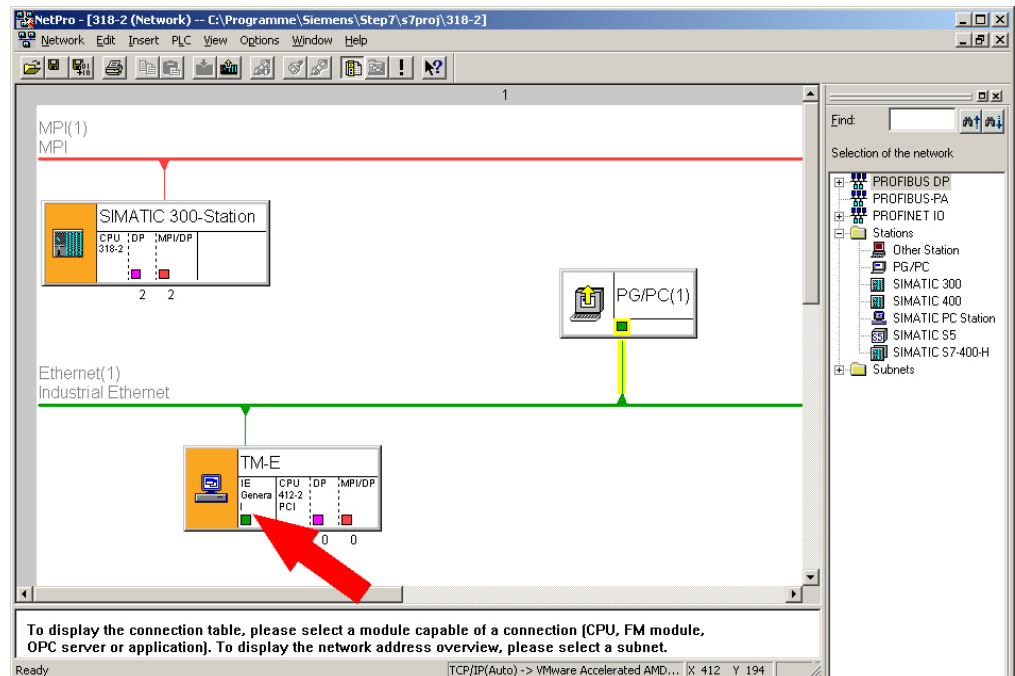 NetPro - [318-2 (Network) -- C:\Programme\Siemens\Step7\s7proj\318-2]
Network Edit Insert PLC View Options Window Help
1
MPI(1)
MPI
SIMATIC 300-Station
CPU 318-2
DP
MPI/DP
2 2
PG/PC(1)
Ethernet(1)
Industrial Ethernet
TM-E
IE General
CPU 412-2 PCI
DP
MPI/DP
0 0
Find:
Selection of the network
PROFIBUS DP
PROFIBUS-PA
PROFINET IO
Stations
Other Station
PG/PC
SIMATIC 300
SIMATIC 400
SIMATIC PC Station
SIMATIC S5
SIMATIC S7-400-H
Subnets
To display the connection table, please select a module capable of a connection (CPU, FM module,
OPC server or application). To display the network address overview, please select a subnet.
Ready TCP/IP(Auto) -> VMware Accelerated AMD... X 412 Y 194